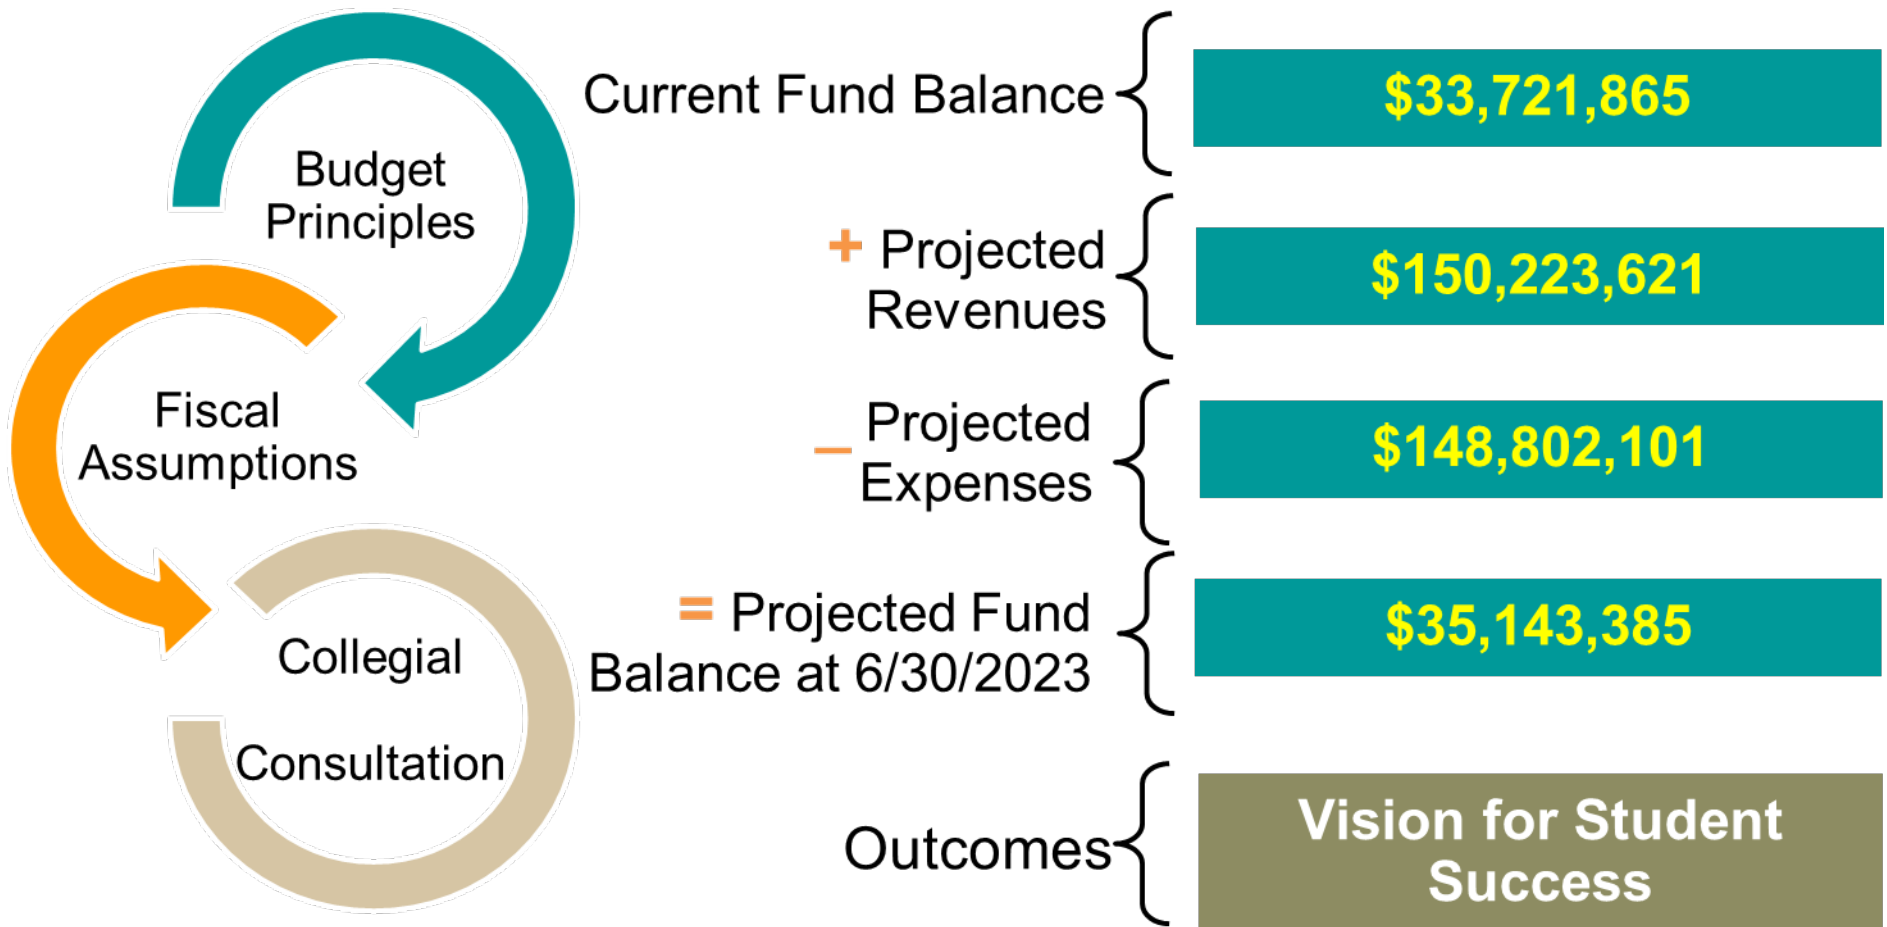 Budget
Principles
Fiscal
Assumptions
Collegial
Consultation
Current Fund Balance
$33,721,865
+ Projected
Revenues
$150,223,621
– Projected
Expenses
$148,802,101
= Projected Fund
Balance at 6/30/2023
$35,143,385
Outcomes
Vision for Student
Success